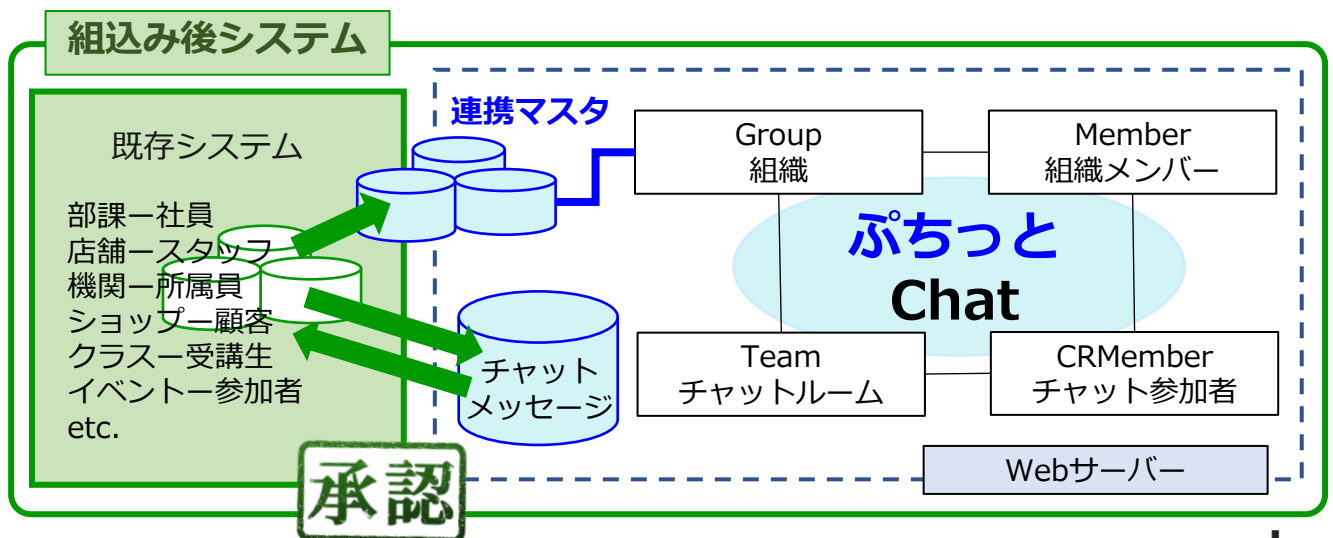 組込み後システム
既存システム
部課ー社員
店舗ースタッフ
機関ー所属員
ショップー顧客
クラスー受講生
イベントー参加者
etc.
承認
連携マスタ
チャット
メッセージ
Group
組織
Member
組織メンバー
ぷちっと
Chat
Team
チャットルーム
CRMember
チャット参加者
Webサーバー